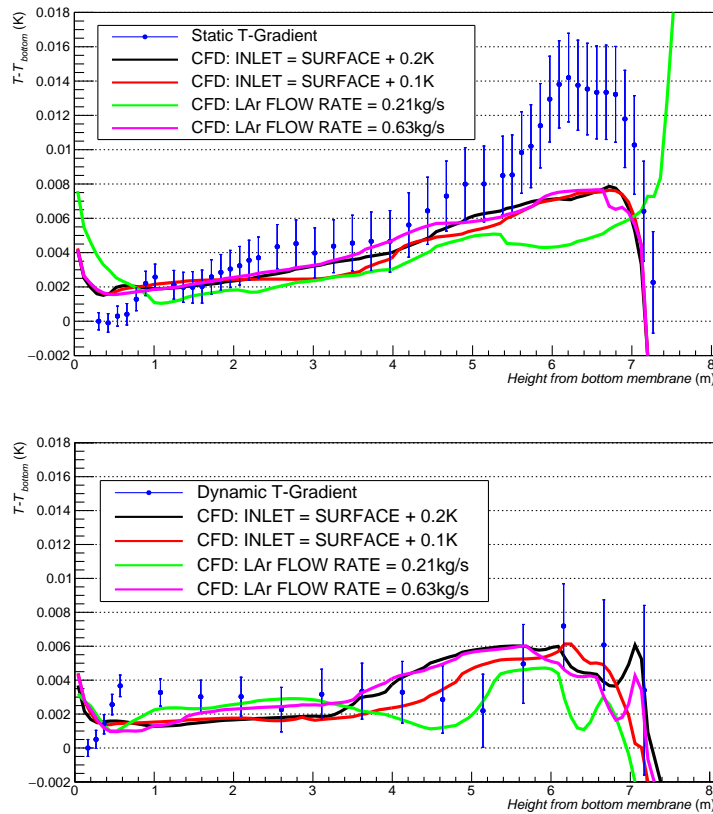 T-T bottom (K)
0.018
0.016
0.014
0.012
0.01
0.008
0.006
0.004
0.002
0
−0.002
Static T-Gradient
CFD: INLET = SURFACE + 0.2K
CFD: INLET = SURFACE + 0.1K
CFD: LAr FLOW RATE = 0.21kg/s
CFD: LAr FLOW RATE = 0.63kg/s
0 1 2 3 4 5 6 7 8
Height from bottom membrane (m)
T-T bottom (K)
0.018
0.016
0.014
0.012
0.01
0.008
0.006
0.004
0.002
0
−0.002
Dynamic T-Gradient
CFD: INLET = SURFACE + 0.2K
CFD: INLET = SURFACE + 0.1K
CFD: LAr FLOW RATE = 0.21kg/s
CFD: LAr FLOW RATE = 0.63kg/s
0 1 2 3 4 5 6 7 8
Height from bottom membrane (m)